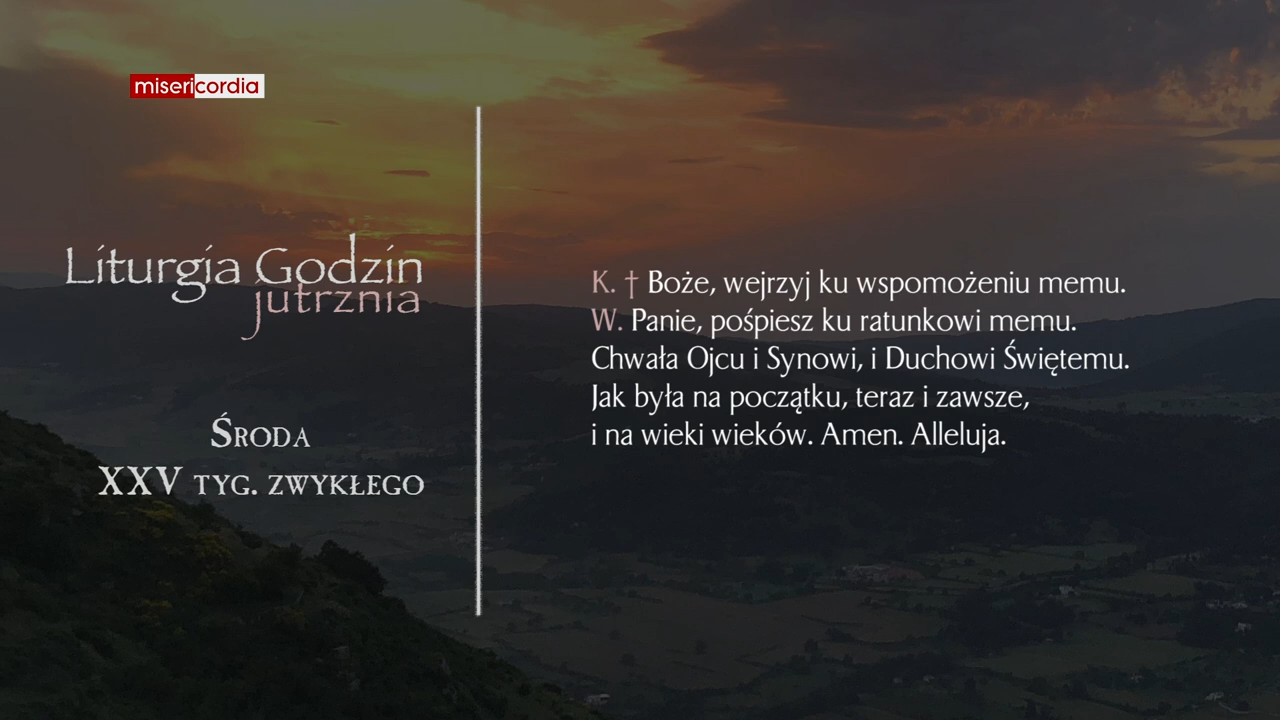 misericordia
Liturgia Godzin
jutrznia
Środa
XXV tyg. zwykłego
K. † Boże, wejrzyj ku wspomożeniu memu.
W. Panie, pośpiesz ku ratunkowi memu.
Chwała Ojcu i Synowi, i Duchowi Świętemu.
Jak była na początku, teraz i zawsze,
i na wieki wieków. Amen. Alleluja.